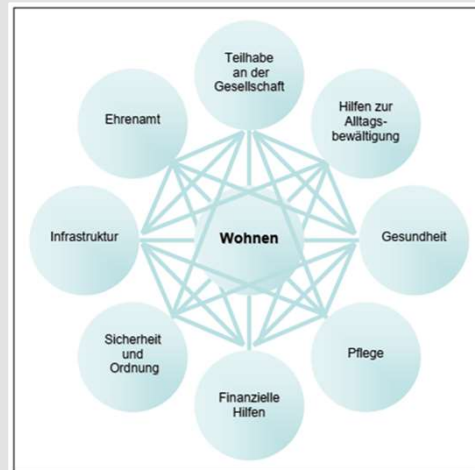 Teilhabe
an der
Gesellschaft
Hilfen zur
Alltags-
bewältigung
Ehrenamt
Wohnen
Infrastruktur
Gesundheit
Sicherheit
und
Ordnung
Pflege
Finanzielle
Hilfen